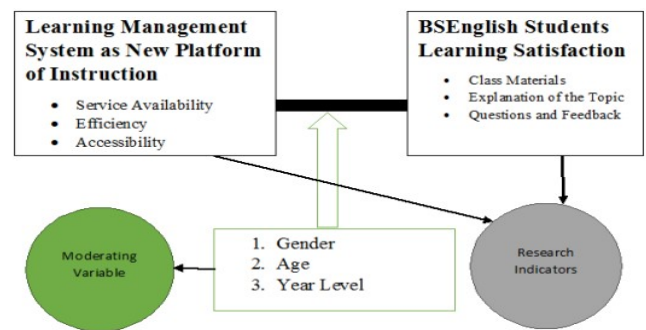 Learning Management
System as New Platform
of Instruction
• Service Availability
• Efficiency
• Accessibility
BSEnglish Students
Learning Satisfaction
• Class Materials
• Explanation of the Topic
• Questions and Feedback
Moderating
Variable
1. Gender
2. Age
3. Year Level
Research
Indicators